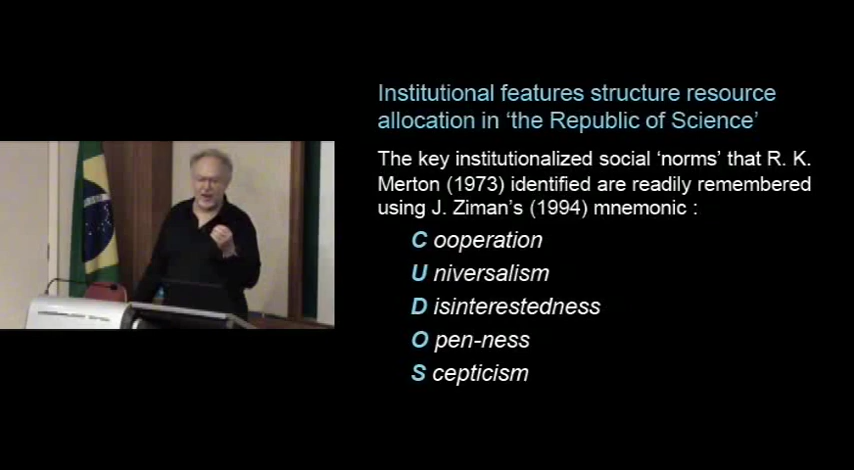 Institutional features structure resource
allocation in ‘the Republic of Science’
The key institutionalized social ‘norms’ that R. K.
Merton (1973) identified are readily remembered
using J. Ziman’s (1994) mnemonic :
C ooperation
U niversalism
D isinterestedness
O pen-ness
S cepticism